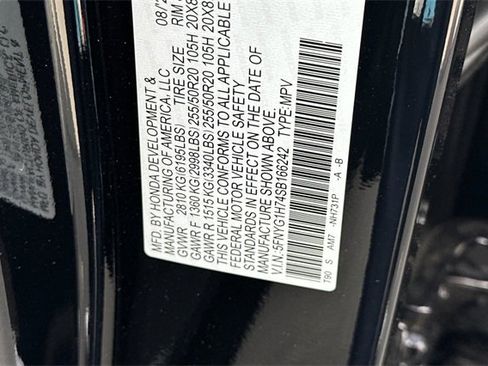 MFD. BY HONDA DEVELOPMENT &
MANUFACTURING OF AMERICA, LLC 08/
GVWR 2810 KG(6195LBS) TIRE SIZE RIM
GAWR F 1360 KG(2998LBS)255/50R20 105H 20X8
GAWR R 1515 KG(3340LBS)255/50R20 105H 20X8
THIS VEHICLE CONFORMS TO ALL APPLICABLE
FEDERAL MOTOR VEHICLE SAFETY
STANDARDS IN EFFECT ON THE DATE OF
MANUFACTURE SHOWN ABOVE.
V.I.N.: 5FNYG1H74SB166242 TYPE:MPV
T90 S AM7 -NH731P -A -B